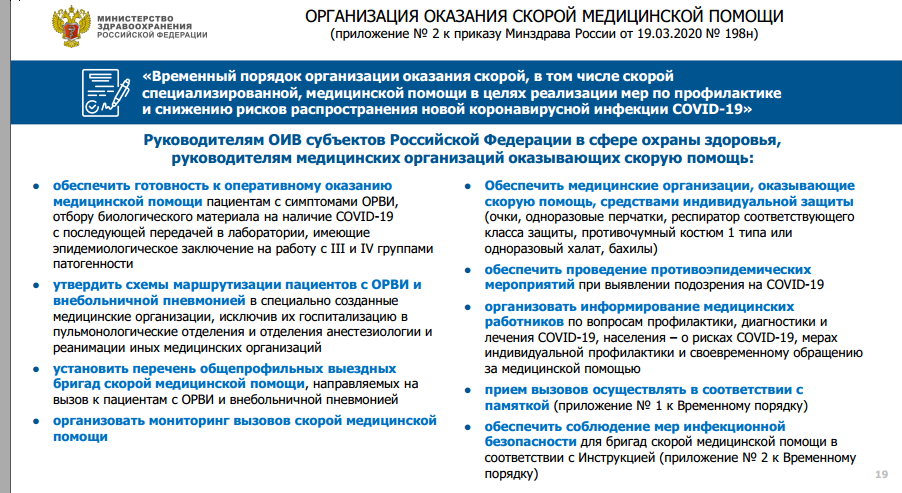 МИНИСТЕРСТВО
ЗДРАВООХРАНЕНИЯ
РОССИЙСКОЙ ФЕДЕРАЦИИ
ОРГАНИЗАЦИЯ ОКАЗАНИЯ СКОРОЙ МЕДИЦИНСКОЙ ПОМОЩИ
(приложение № 2 к приказу Минздрава России от 19.03.2020 № 198н)
«Временный порядок организации оказания скорой, в том числе скорой
специализированной, медицинской помощи в целях реализации мер по профилактике
и снижению рисков распространения новой коронавирусной инфекции COVID-19»
Руководителям ОИВ субъектов Российской Федерации в сфере охраны здоровья,
руководителям медицинских организаций оказывающих скорую помощь:
● обеспечить готовность к оперативному оказанию
медицинской помощи пациентам с симптомами ОРВИ,
отбору биологического материала на наличие COVID-19
с последующей передачей в лаборатории, имеющие
эпидемиологическое заключение на работу с III и IV группами
патогенности
● утвердить схемы маршрутизации пациентов с ОРВИ и
внебольничной пневмонией в специально созданные
медицинские организации, исключив их госпитализацию в
пульмонологические отделения и отделения анестезиологии и
реанимации иных медицинских организаций
● установить перечень общепрофильных выездных
бригад скорой медицинской помощи, направляемых на
вызов к пациентам с ОРВИ и внебольничной пневмонией
● организовать мониторинг вызовов скорой медицинской
помощи
● Обеспечить медицинские организации, оказывающие
скорую помощь, средствами индивидуальной защиты
(очки, одноразовые перчатки, респиратор соответствующего
класса защиты, противочумный костюм 1 типа или
одноразовый халат, бахилы)
● обеспечить проведение противоэпидемических
мероприятий при выявлении подозрения на COVID-19
● организовать информирование медицинских
работников по вопросам профилактики, диагностики и
лечения COVID-19, населения – о рисках COVID-19, мерах
индивидуальной профилактики и своевременному обращению
за медицинской помощью
● прием вызовов осуществлять в соответствии с
памяткой (приложение № 1 к Временному порядку)
● обеспечить соблюдение мер инфекционной
безопасности для бригад скорой медицинской помощи в
соответствии с Инструкцией (приложение № 2 к Временному
порядку)
19